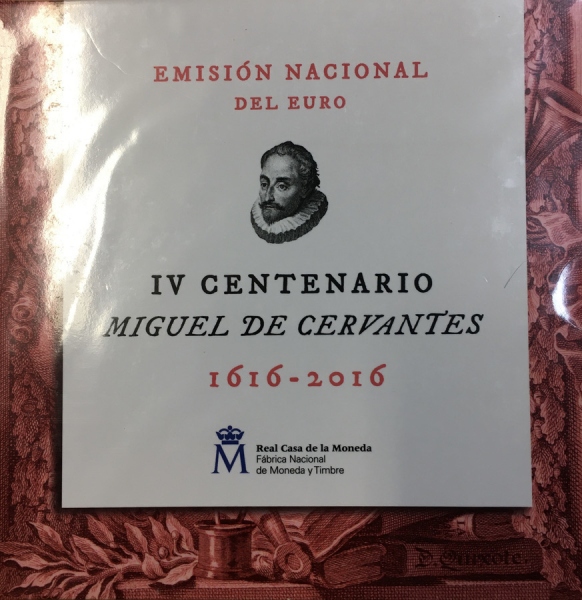 EMISIÓN NACIONAL
DEL EURO
IV CENTENARIO
MIGUEL DE CERVANTES
1616-2016
M
Real Casa de la Moneda
Fábrica Nacional
de Moneda y Timbre
D. Quixote